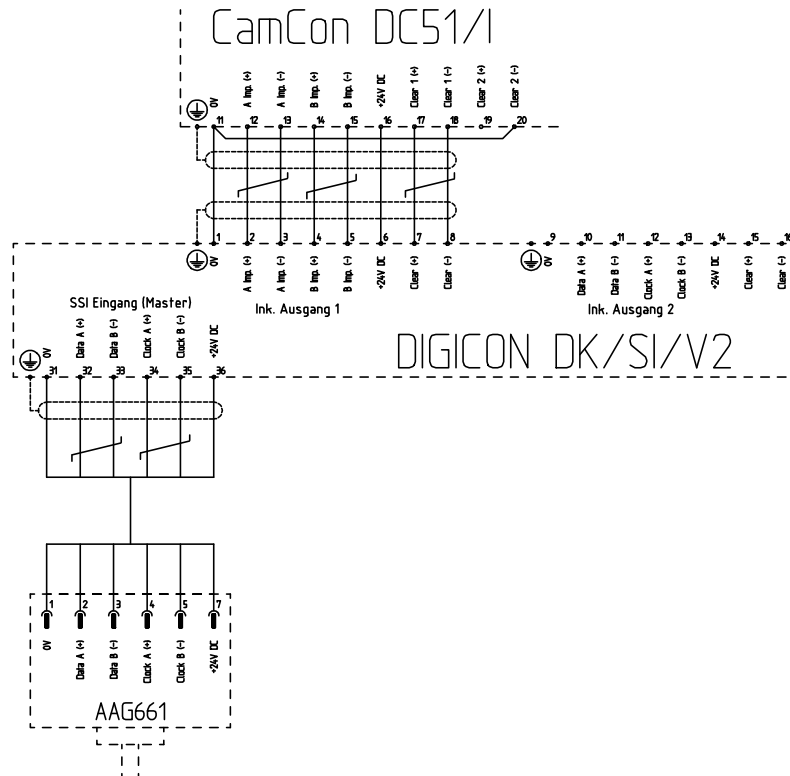 CamCon DC51/I
0V
A Imp. (+)
A Imp. (-)
B Imp. (+)
B Imp. (-)
+24V DC
Clear 1 (+)
Clear 1 (-)
Clear 2 (+)
Clear 2 (-)
11 12 13 14 15 16 17 18 19 20
1 2 3 4 5 6 7 8 9 10 11 12 13 14 15 16
0V
A Imp. (+)
A Imp. (-)
B Imp. (+)
B Imp. (-)
+24V DC
Clear (+)
Clear (-)
0V
Data A (+)
Data B (-)
Clock A (+)
Clock B (-)
+24V DC
Clear (+)
Clear (-)
Ink. Ausgang 1
Ink. Ausgang 2
SSI Eingang (Master)
DIGICON DK/SI/V2
0V
Data A (+)
Data B (-)
Clock A (+)
Clock B (-)
+24V DC
31 32 33 34 35 36
1 2 3 4 5 7
0V
Data A (+)
Data B (-)
Clock A (+)
Clock B (-)
+24V DC
AAG661